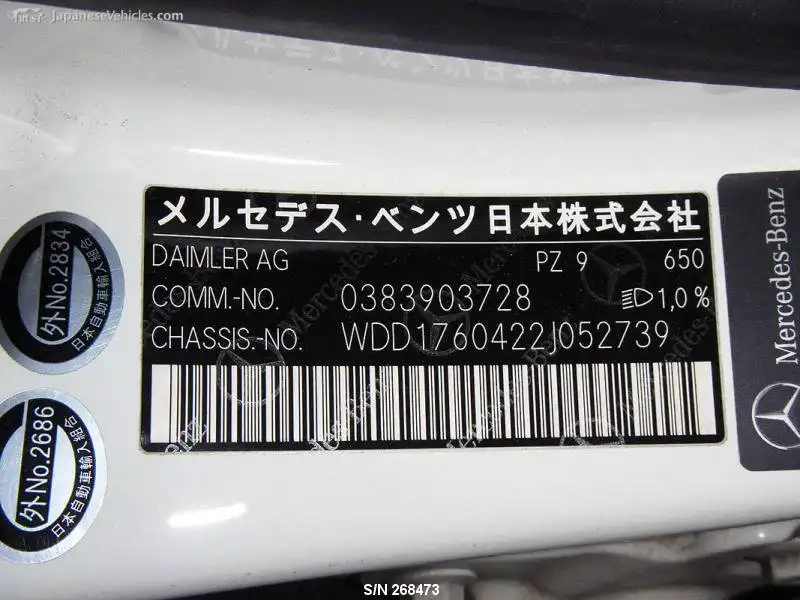 JapaneseVehicles.com
メルセデス・ベンツ日本株式会社
DAIMLER AG PZ 9 650
COMM.-NO. 0383903728 1,0 %
CHASSIS.-NO. WDD1760422J052739
外No.2834
日本自動車輸入組合
外No.2686
日本自動車輸入組合
Mercedes-Benz
S/N 268473